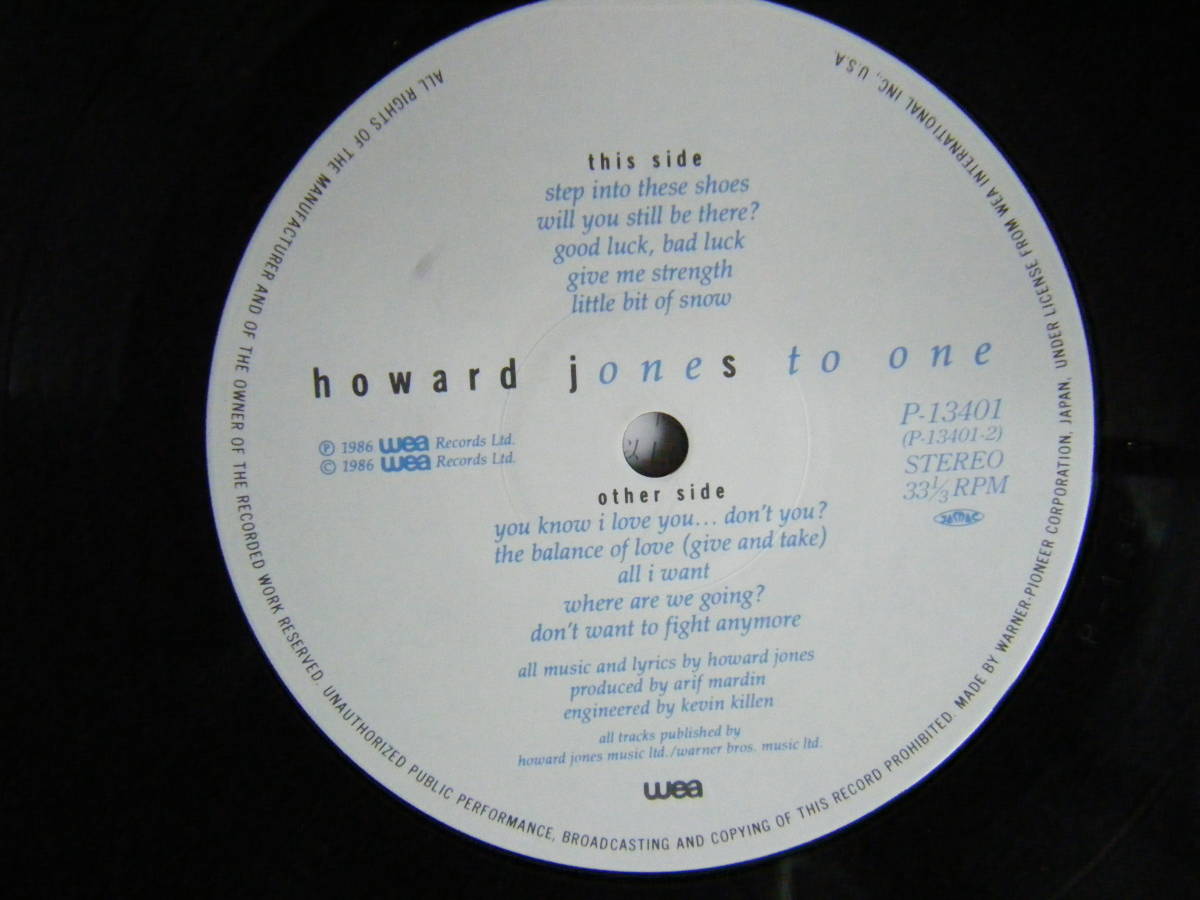 this side
step into these shoes
will you still be there?
good luck, bad luck
give me strength
little bit of snow
howard jones to one
Ⓟ 1986 wea Records Ltd.
© 1986 wea Records Ltd.
P-13401
(P-13401-2)
STEREO
33⅓ RPM
other side
you know i love you... don't you?
the balance of love (give and take)
all i want
where are we going?
don't want to fight anymore
all music and lyrics by howard jones
produced by arif mardin
engineered by kevin killen
all tracks published by
howard jones music ltd./warner bros. music ltd.
wea
ALL RIGHTS OF THE MANUFACTURER AND OF THE OWNER OF THE RECORDED WORK RESERVED. UNAUTHORIZED PUBLIC PERFORMANCE, BROADCASTING AND COPYING OF THIS RECORD PROHIBITED. MADE BY WARNER-PIONEER CORPORATION, JAPAN, UNDER LICENSE FROM WEA INTERNATIONAL INC., U.S.A.